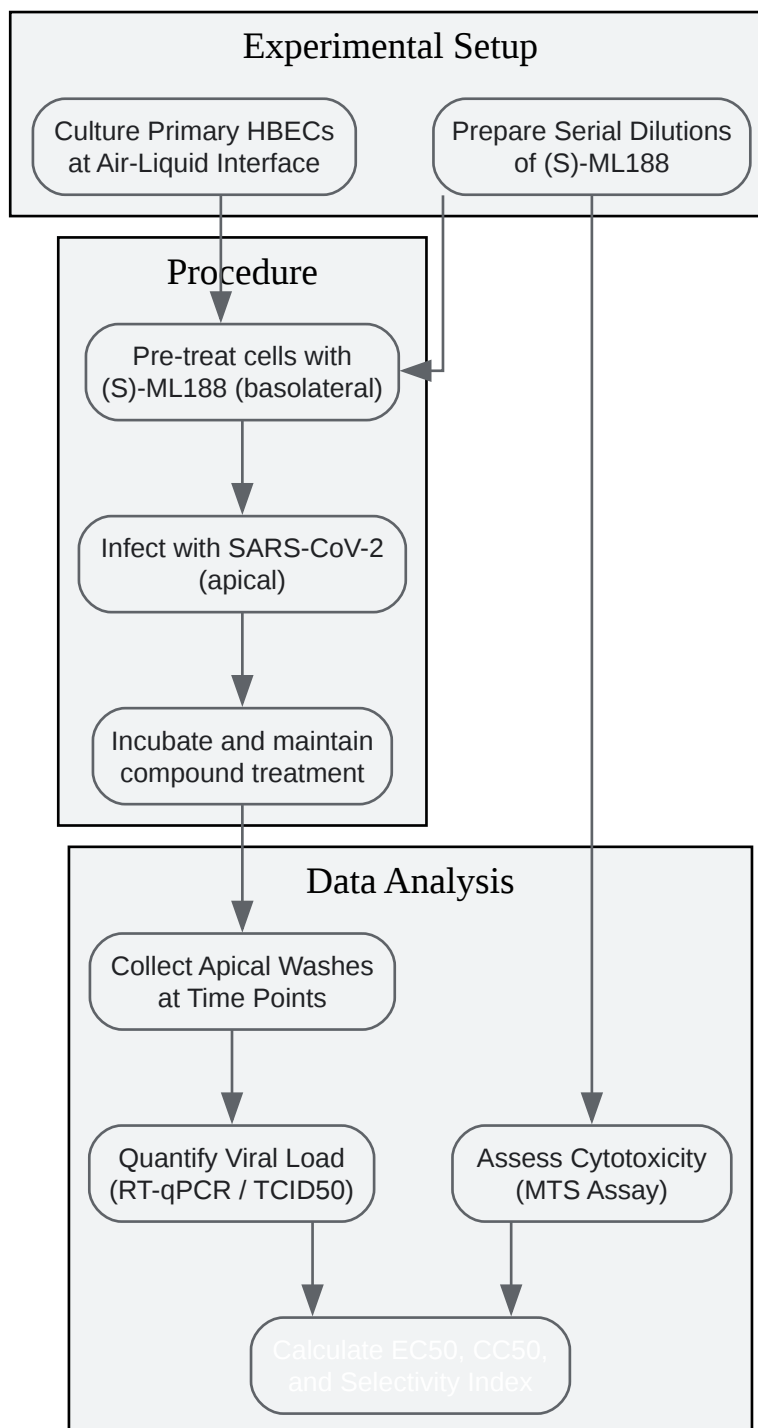 Experimental Setup
Culture Primary HBECs
at Air-Liquid Interface
Prepare Serial Dilutions
of (S)-ML188
Procedure
Pre-treat cells with
(S)-ML188 (basolateral)
Infect with SARS-CoV-2
(apical)
Incubate and maintain
compound treatment
Data Analysis
Collect Apical Washes
at Time Points
Quantify Viral Load
(RT-qPCR / TCID50)
Assess Cytotoxicity
(MTS Assay)
Calculate EC50, CC50,
and Selectivity Index